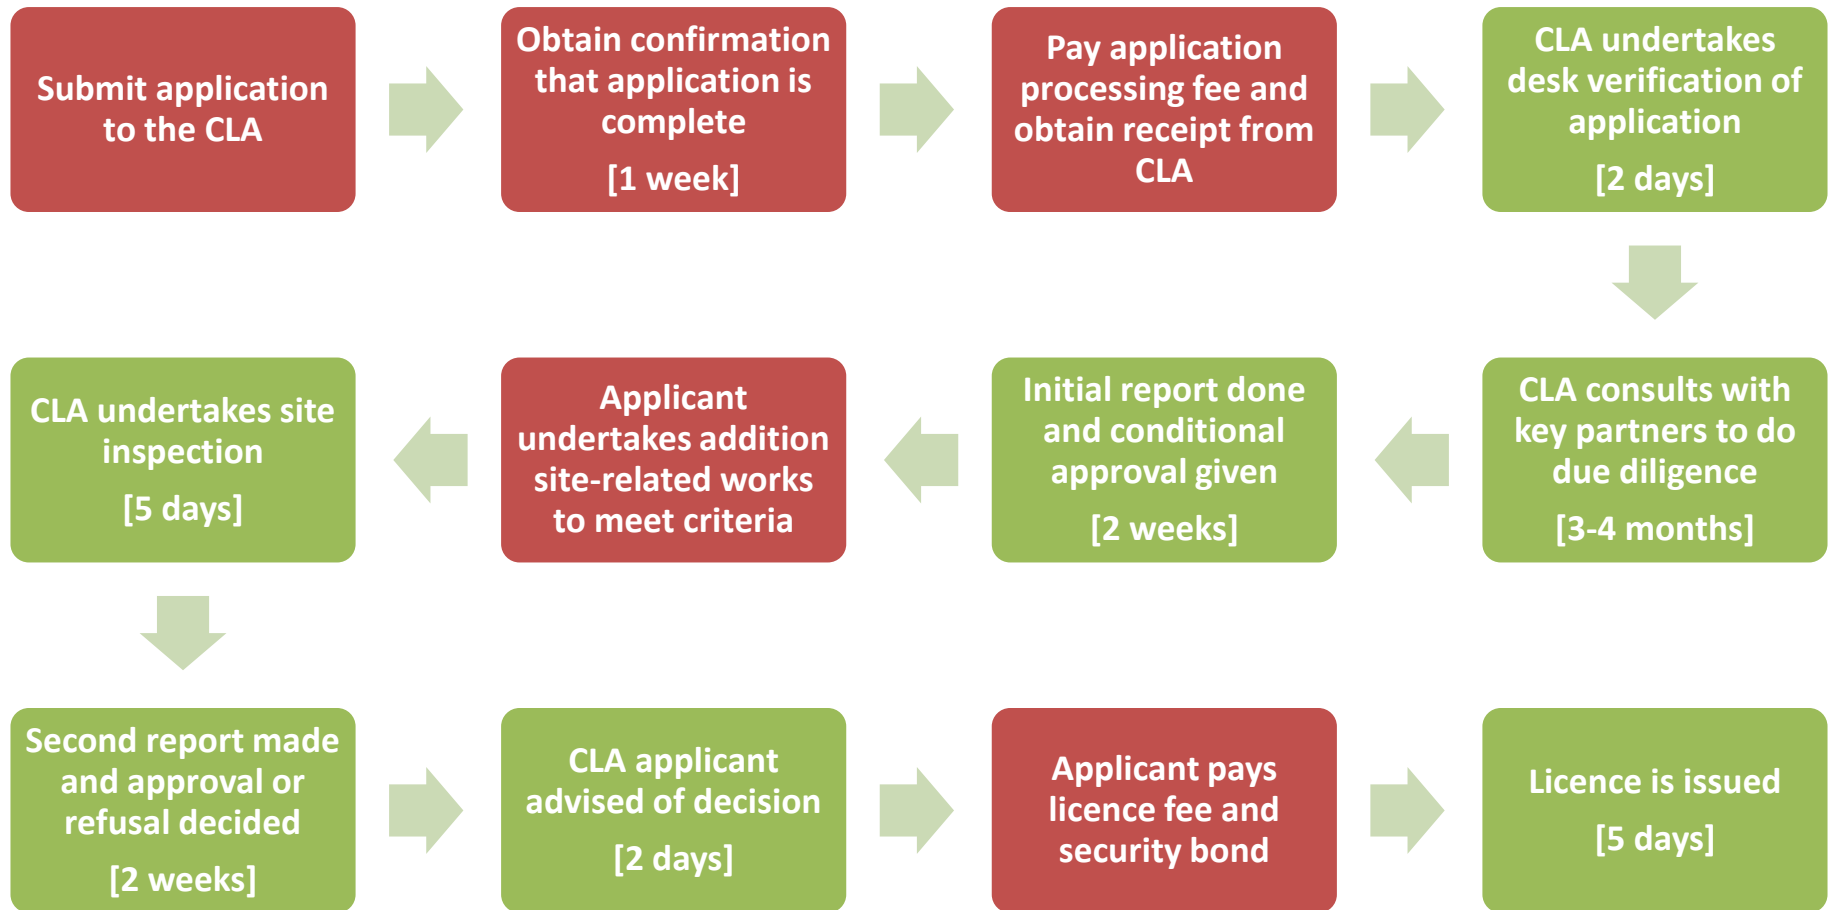 Submit application
to the CLA
Obtain confirmation
that application is
complete
[1 week]
Pay application
processing fee and
obtain receipt from
CLA
CLA undertakes
desk verification of
application
[2 days]
CLA consults with
key partners to do
due diligence
[3-4 months]
Initial report done
and conditional
approval given
[2 weeks]
Applicant
undertakes addition
site-related works
to meet criteria
CLA undertakes site
inspection
[5 days]
Second report made
and approval or
refusal decided
[2 weeks]
CLA applicant
advised of decision
[2 days]
Applicant pays
licence fee and
security bond
Licence is issued
[5 days]